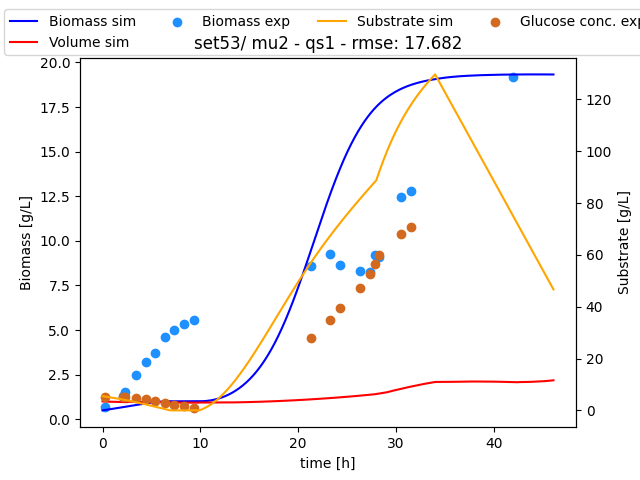 Biomass sim Biomass exp Substrate sim Glucose conc. exp
Volume sim
set53/ mu2 - qs1 - rmse: 17.682
20.0
17.5
15.0
12.5
10.0
7.5
5.0
2.5
0.0
Biomass [g/L]
120
100
80
60
40
20
0
Substrate [g/L]
0 10 20 30 40
time [h]